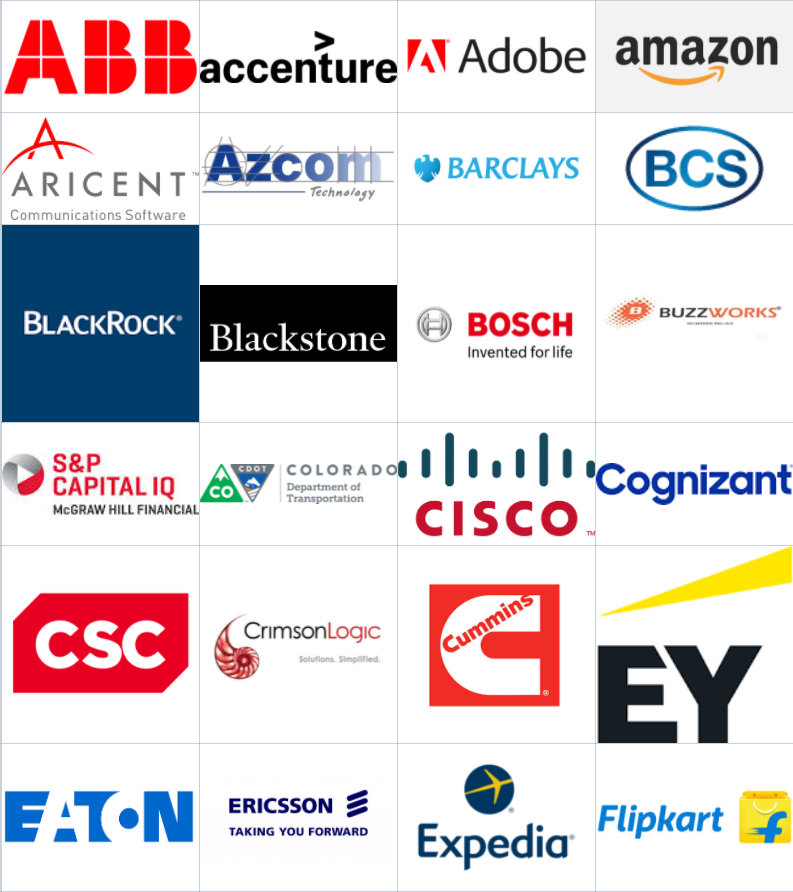 ABB
accenture
Adobe
amazon
ARICENT™
Communications Software
Azcom
Technology
BARCLAYS
BCS
BLACKROCK®
Blackstone
BOSCH
Invented for life
BUZZWORKS
S&P
CAPITAL IQ
McGRAW HILL FINANCIAL
CO
CDOT
COLORADO
Department of
Transportation
CISCO™
Cognizant
CSC
CrimsonLogic
Solutions. Simplified.
Cummins
®
EY
EATON
ERICSSON
TAKING YOU FORWARD
Expedia®
Flipkart
f